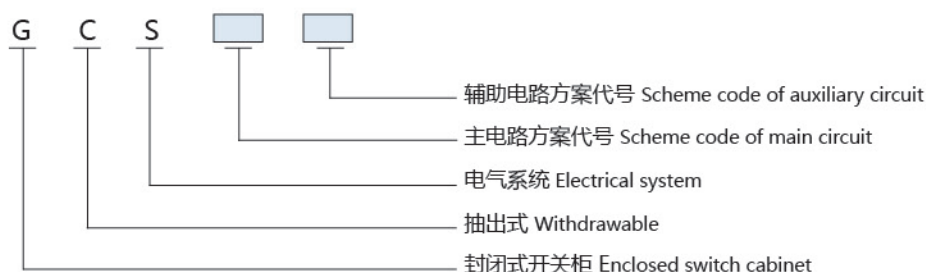 G C S
辅助电路方案代号 Scheme code of auxiliary circuit
主电路方案代号 Scheme code of main circuit
电气系统 Electrical system
抽出式 Withdrawable
封闭式开关柜 Enclosed switch cabinet